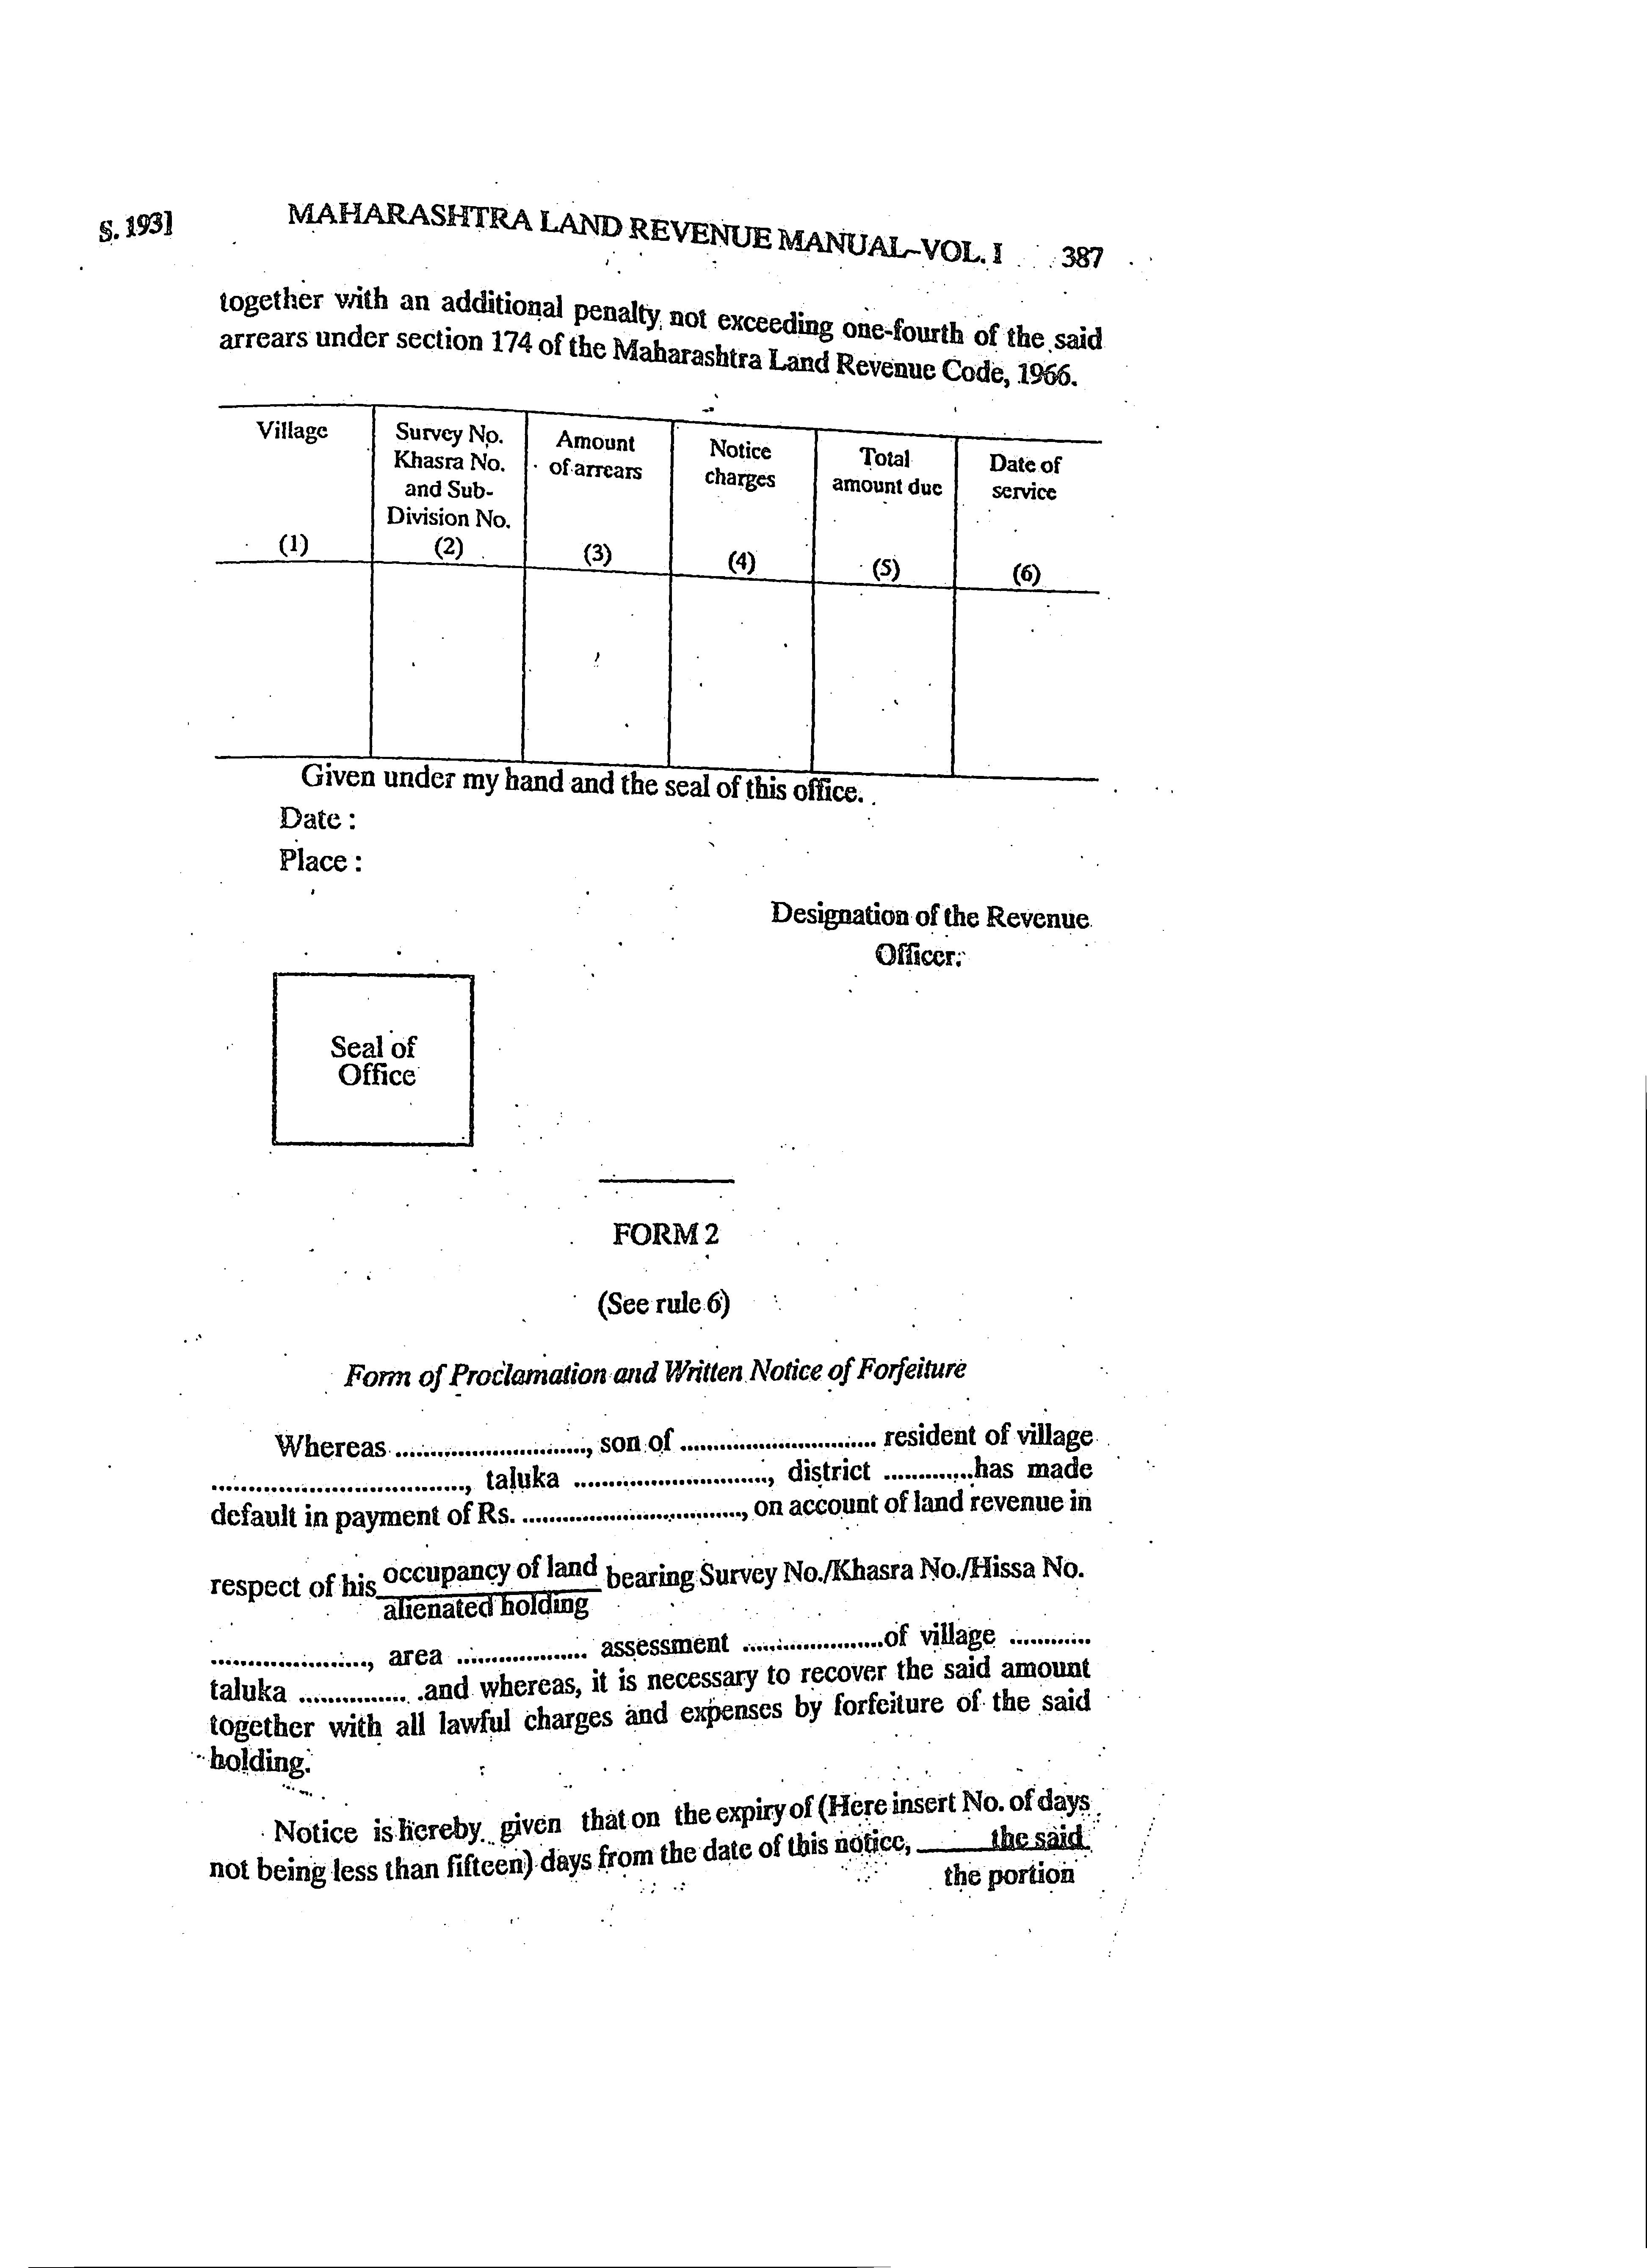 S. 193]
MAHARASHTRA LAND REVENUE MANUAL–VOL. I 387
together with an additional penalty not exceeding one-fourth of the said
arrears under section 174 of the Maharashtra Land Revenue Code, 1966.
Village Survey No. Amount Notice Total Date of
Khasra No. of arrears charges amount due service
and Sub-
Division No.
(1) (2) (3) (4) (5) (6)
Given under my hand and the seal of this office.
Date :
Place :
Designation of the Revenue
Officer.
Seal of
Office
FORM 2
(See rule 6)
Form of Proclamation and Written Notice of Forfeiture
Whereas ............................, son of ............................ resident of village
...................................., taluka ............................, district .............has made
default in payment of Rs. ................................, on account of land revenue in
respect of his occupancy of land bearing Survey No./Khasra No./Hissa No.
alienated holding
......................., area ................... assessment ....................of village ............
taluka ............... and whereas, it is necessary to recover the said amount
together with all lawful charges and expenses by forfeiture of the said
holding.
Notice is hereby given that on the expiry of (Here insert No. of days
not being less than fifteen) days from the date of this notice, the said
the portion